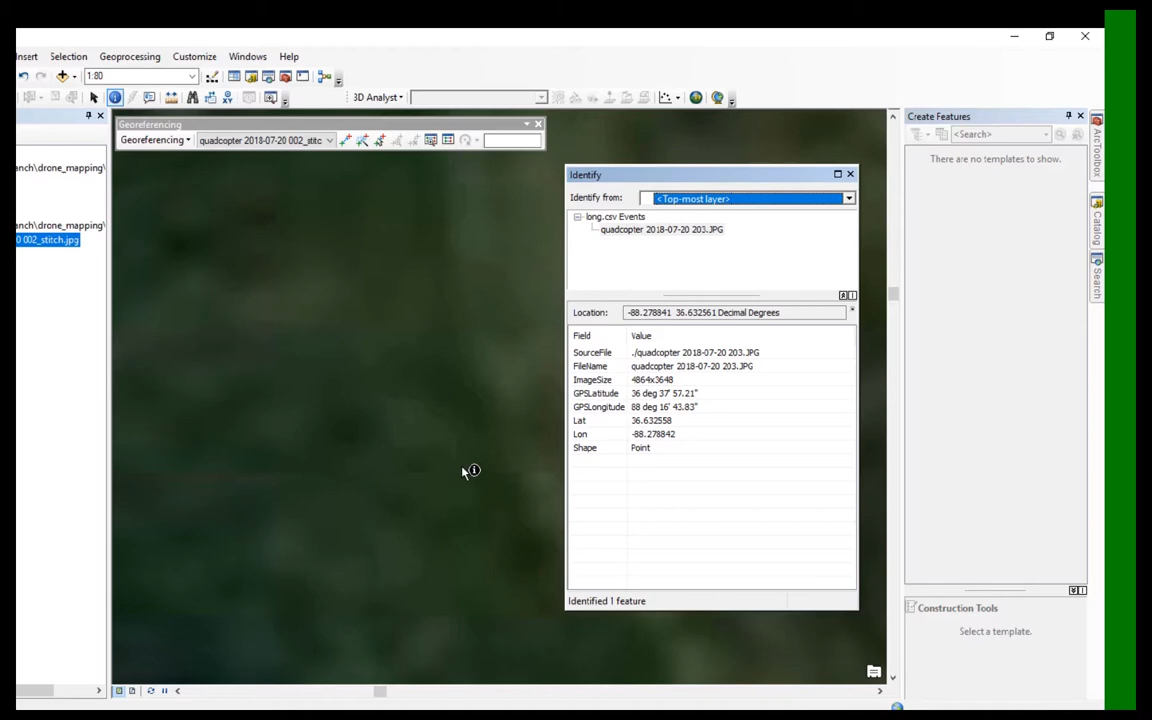 Insert Selection Geoprocessing Customize Windows Help
1:80
3D Analyst
Georeferencing
Georeferencing quadcopter 2018-07-20 002_stitc
anch\drone_mapping\
anch\drone_mapping\
0 002_stitch.jpg
Identify
Identify from: <Top-most layer>
long.csv Events
quadcopter 2018-07-20 203.JPG
Location: -88.278841 36.632561 Decimal Degrees
Field Value
SourceFile ./quadcopter 2018-07-20 203.JPG
FileName quadcopter 2018-07-20 203.JPG
ImageSize 4864x3648
GPSLatitude 36 deg 37' 57.21"
GPSLongitude 88 deg 16' 43.83"
Lat 36.632558
Lon -88.278842
Shape Point
Identified 1 feature
Create Features
<Search>
There are no templates to show.
Construction Tools
Select a template.
ArcToolbox
Catalog
Search